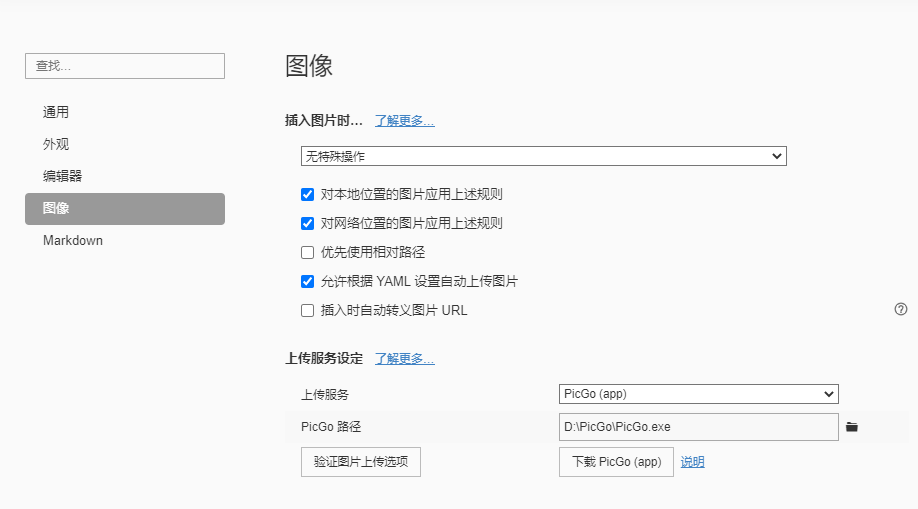 查找...
通用
外观
编辑器
图像
Markdown
图像
插入图片时... 了解更多...
无特殊操作
对本地位置的图片应用上述规则
对网络位置的图片应用上述规则
优先使用相对路径
允许根据 YAML 设置自动上传图片
插入时自动转义图片 URL
上传服务设定 了解更多...
上传服务 PicGo (app)
PicGo 路径 D:\PicGo\PicGo.exe
验证图片上传选项 下载 PicGo (app) 说明